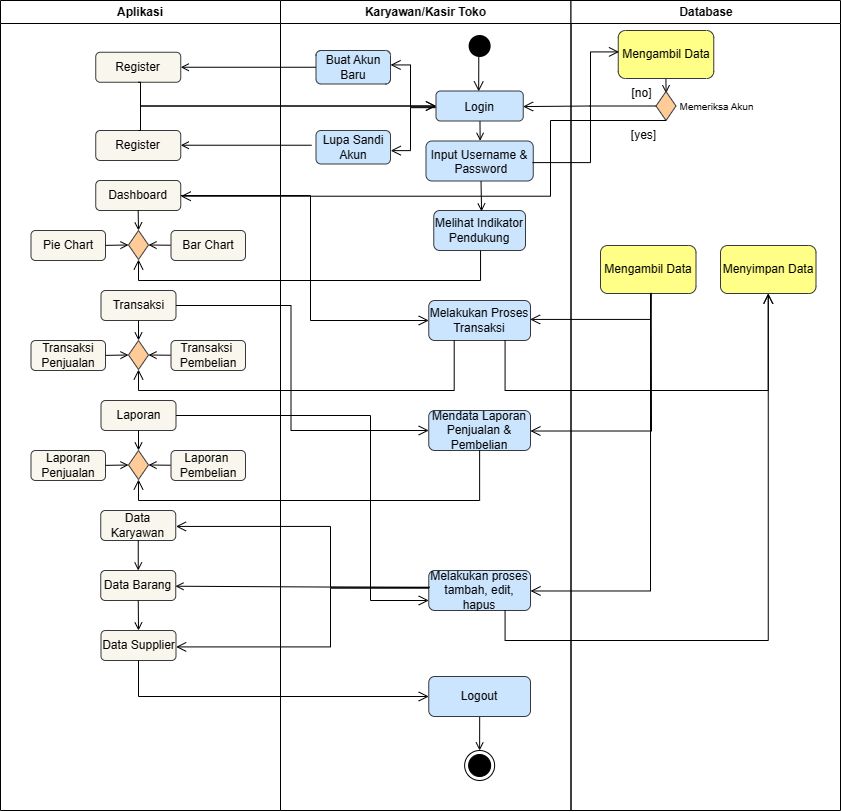 Aplikasi
Karyawan/Kasir Toko
Database
Register
Buat Akun
Baru
Mengambil Data
Login
[no]
Memeriksa Akun
[yes]
Register
Lupa Sandi
Akun
Input Username &
Password
Dashboard
Pie Chart
Bar Chart
Melihat Indikator
Pendukung
Mengambil Data
Menyimpan Data
Transaksi
Melakukan Proses
Transaksi
Transaksi
Penjualan
Transaksi
Pembelian
Laporan
Mendata Laporan
Penjualan &
Pembelian
Laporan
Penjualan
Laporan
Pembelian
Data
Karyawan
Data Barang
Melakukan proses
tambah, edit,
hapus
Data Supplier
Logout